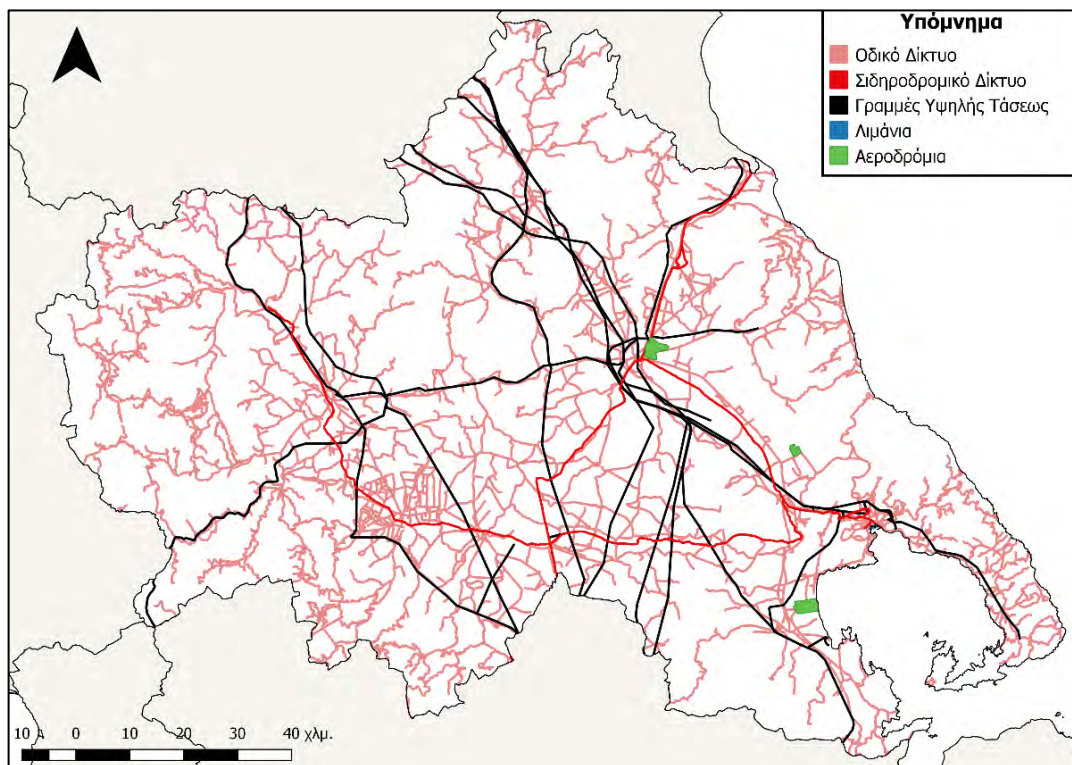 Υπόμνημα
Οδικό Δίκτυο
Σιδηροδρομικό Δίκτυο
Γραμμές Υψηλής Τάσεως
Λιμάνια
Αεροδρόμια
10 0 10 20 30 40 χλμ.